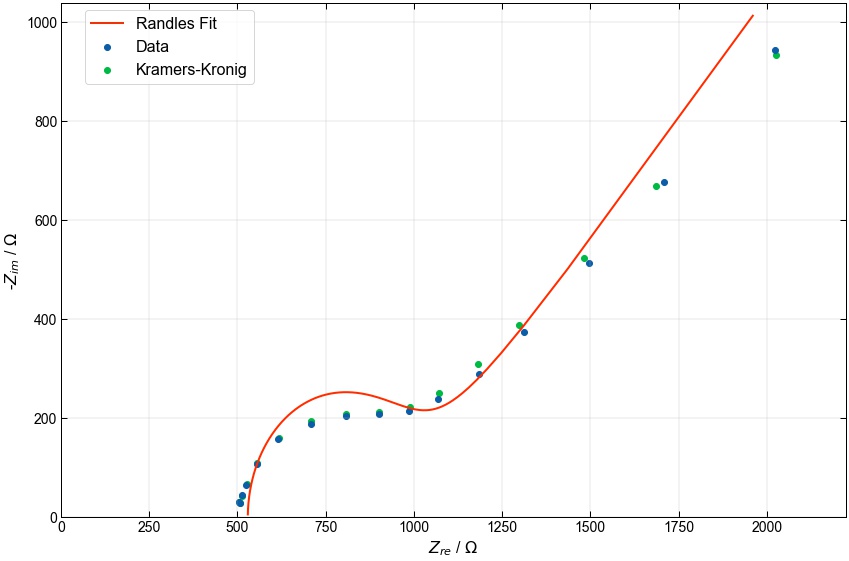 Randles Fit
Data
Kramers-Kronig
1000
800
600
400
200
0
-Z_im / Ω
0 250 500 750 1000 1250 1500 1750 2000
Z_re / Ω